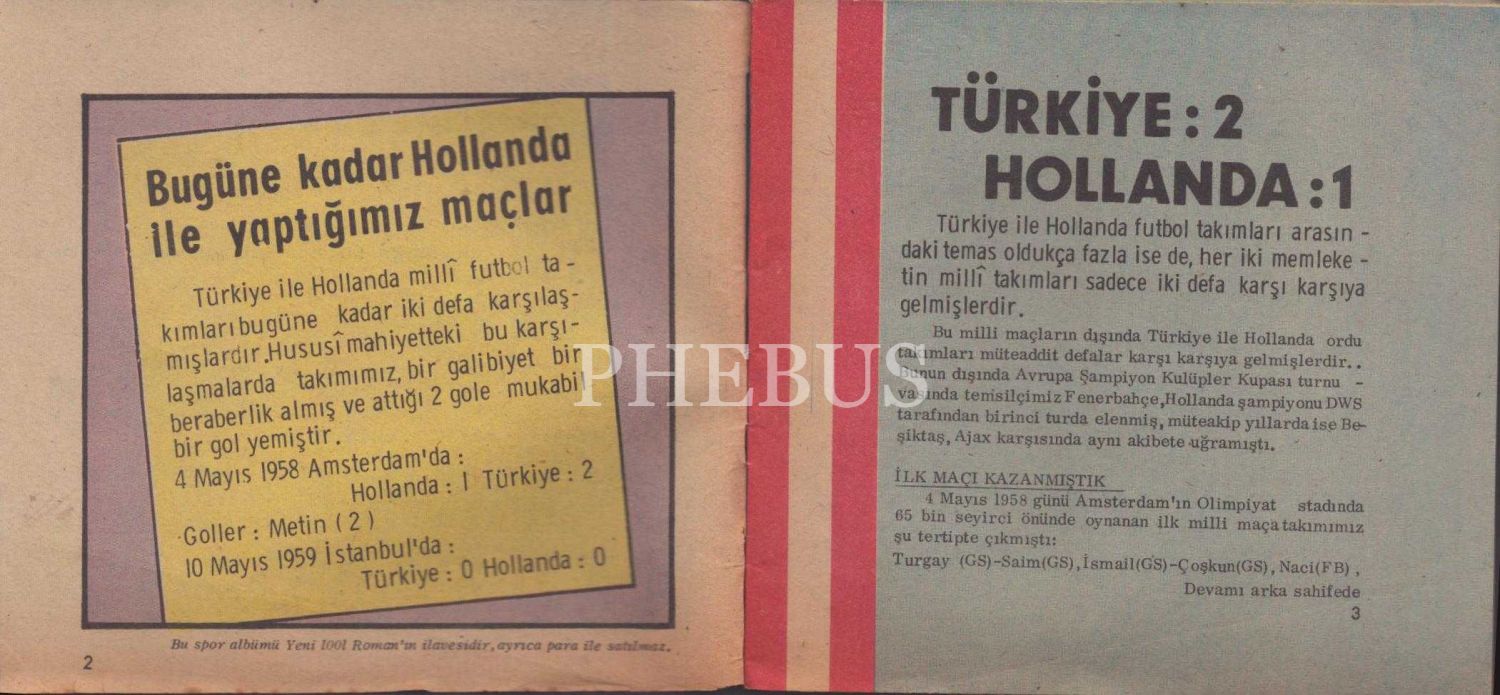 Bugüne kadar Hollanda
ile yaptığımız maçlar
Türkiye ile Hollanda millî futbol ta-
kımları bugüne kadar iki defa karşılaş-
mışlardır. Hususî mahiyetteki bu karşı-
laşmalarda takımımız, bir galibiyet bir
beraberlik almış ve attığı 2 gole mukabi
bir gol yemiştir.
4 Mayıs 1958 Amsterdam'da :
Hollanda : 1 Türkiye : 2
Goller : Metin ( 2 )
10 Mayıs 1959 İstanbul'da :
Türkiye : 0 Hollanda : 0
Bu spor albümü Yeni 1001 Roman'ın ilavesidir, ayrıca para ile satılmaz.
2
TÜRKİYE : 2
HOLLANDA : 1
Türkiye ile Hollanda futbol takımları arasın -
daki temas oldukça fazla ise de, her iki memleke -
tin millî takımları sadece iki defa karşı karşıya
gelmişlerdir.
Bu milli maçların dışında Türkiye ile Hollanda ordu
takımları müteaddit defalar karşı karşıya gelmişlerdir..
Bunun dışında Avrupa Şampiyon Kulüpler Kupası turnu -
vasında temsilçimiz Fenerbahçe, Hollanda şampiyonu DWS
tarafından birinci turda elenmiş, müteakip yıllarda ise Be-
şiktaş, Ajax karşısında aynı akibete uğramıştı.
İLK MAÇI KAZANMIŞTIK
4 Mayıs 1958 günü Amsterdam'ın Olimpiyat stadında
65 bin seyirci önünde oynanan ilk milli maça takımımız
şu tertipte çıkmıştı:
Turgay (GS)-Saim(GS), İsmail(GS)-Çoşkun(GS), Naci(FB) ,
Devamı arka sahifede
3
PHEBUS